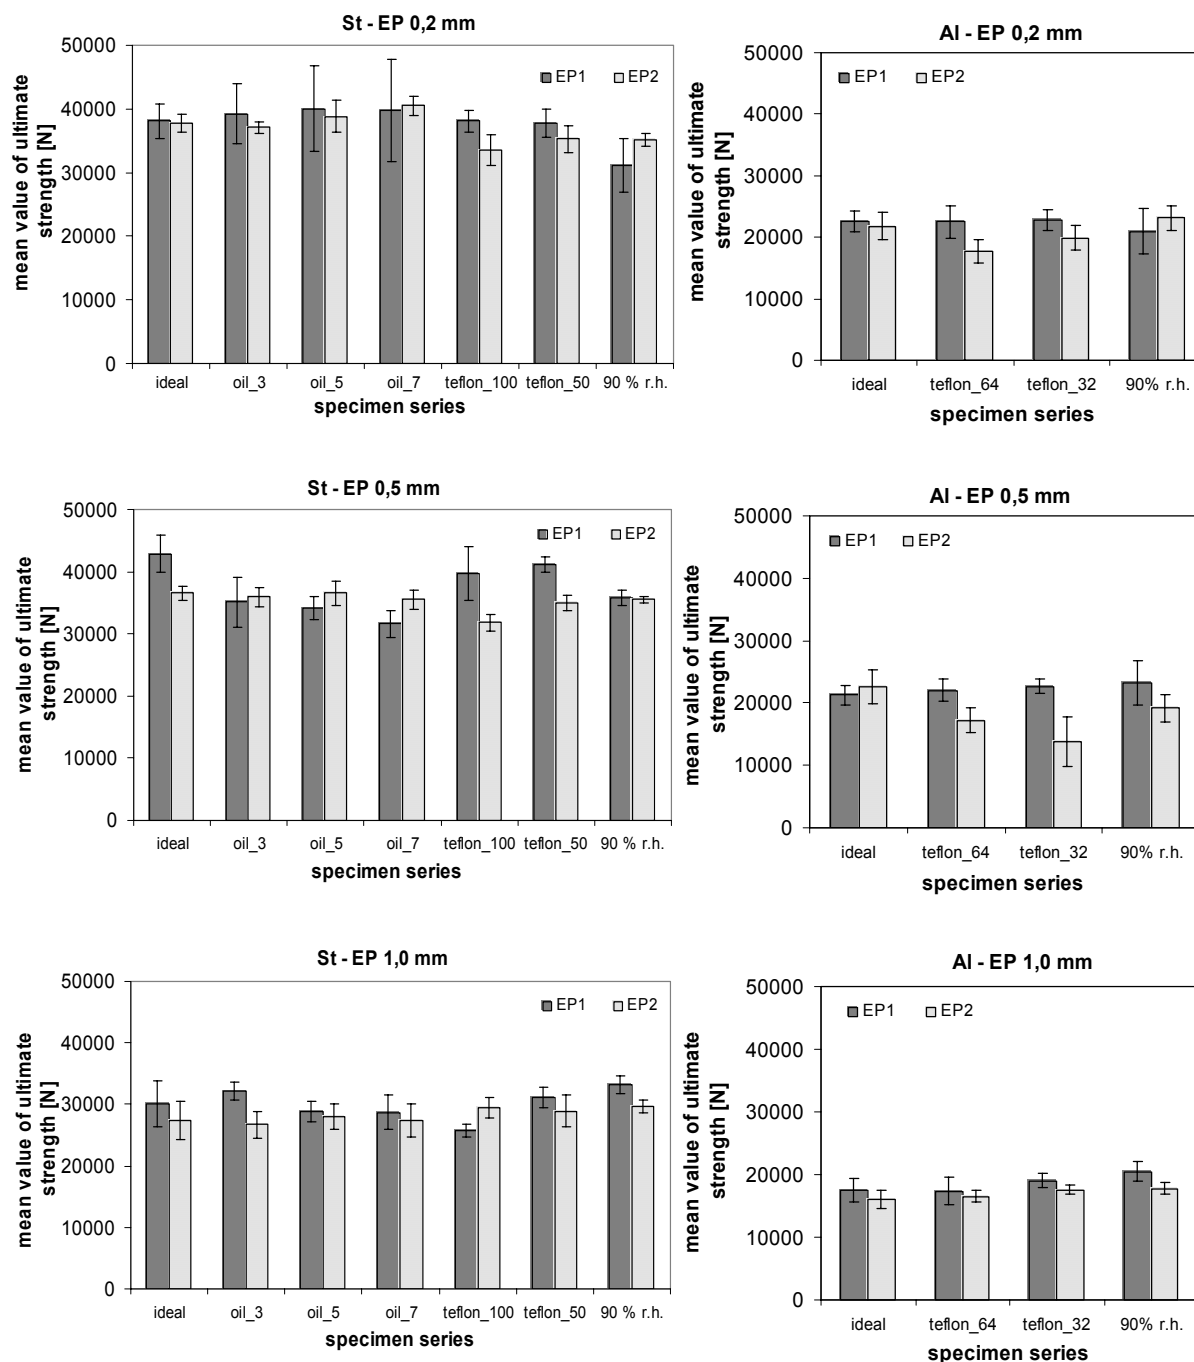 St - EP 0,2 mm
mean value of ultimate
strength [N]
50000
40000
30000
20000
10000
0
EP1 EP2
ideal oil_3 oil_5 oil_7 teflon_100 teflon_50 90 % r.h.
specimen series
Al - EP 0,2 mm
mean value of ultimate
strength [N]
50000
40000
30000
20000
10000
0
EP1 EP2
ideal teflon_64 teflon_32 90% r.h.
specimen series
St - EP 0,5 mm
mean value of ultimate
strength [N]
50000
40000
30000
20000
10000
0
EP1 EP2
ideal oil_3 oil_5 oil_7 teflon_100 teflon_50 90 % r.h.
specimen series
Al - EP 0,5 mm
mean value of ultimate
strength [N]
50000
40000
30000
20000
10000
0
EP1 EP2
ideal teflon_64 teflon_32 90% r.h.
specimen series
St - EP 1,0 mm
mean value of ultimate
strength [N]
50000
40000
30000
20000
10000
0
EP1 EP2
ideal oil_3 oil_5 oil_7 teflon_100 teflon_50 90 % r.h.
specimen series
Al - EP 1,0 mm
mean value of ultimate
strength [N]
50000
40000
30000
20000
10000
0
EP1 EP2
ideal teflon_64 teflon_32 90% r.h.
specimen series